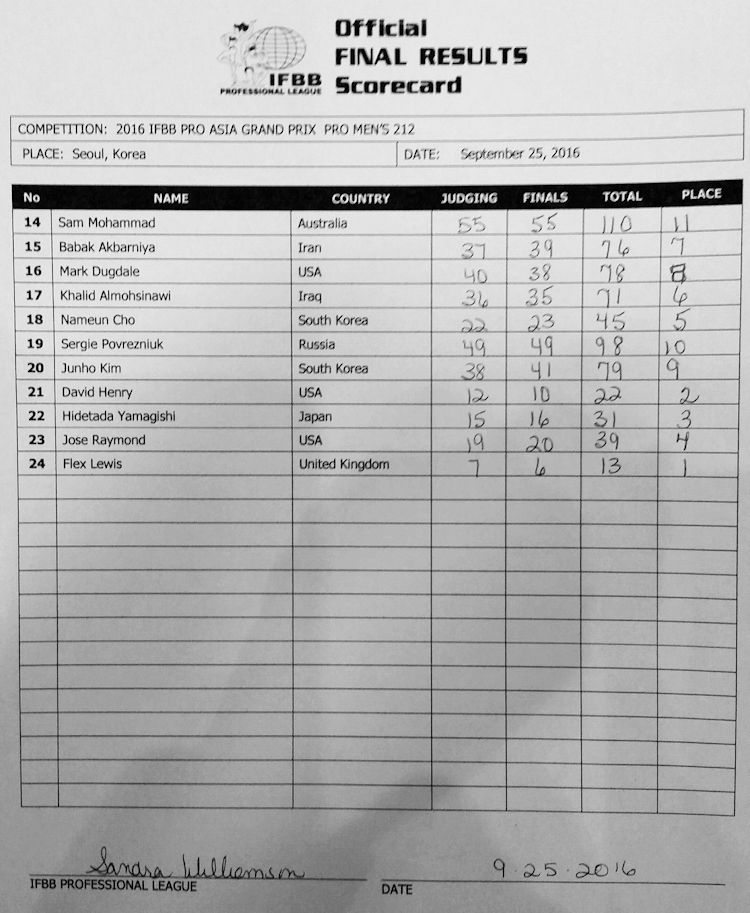 Official
FINAL RESULTS
Scorecard
IFBB
PROFESSIONAL LEAGUE
COMPETITION: 2016 IFBB PRO ASIA GRAND PRIX PRO MEN'S 212
PLACE: Seoul, Korea DATE: September 25, 2016
No NAME COUNTRY JUDGING FINALS TOTAL PLACE
14 Sam Mohammad Australia 55 55 110 11
15 Babak Akbarniya Iran 37 39 76 7
16 Mark Dugdale USA 40 38 78 8
17 Khalid Almohsinawi Iraq 36 35 71 6
18 Nameun Cho South Korea 22 23 45 5
19 Sergie Povrezniuk Russia 49 49 98 10
20 Junho Kim South Korea 38 41 79 9
21 David Henry USA 12 10 22 2
22 Hidetada Yamagishi Japan 15 16 31 3
23 Jose Raymond USA 19 20 39 4
24 Flex Lewis United Kingdom 7 6 13 1
Sandra Williamson 9.25.2016
IFBB PROFESSIONAL LEAGUE DATE